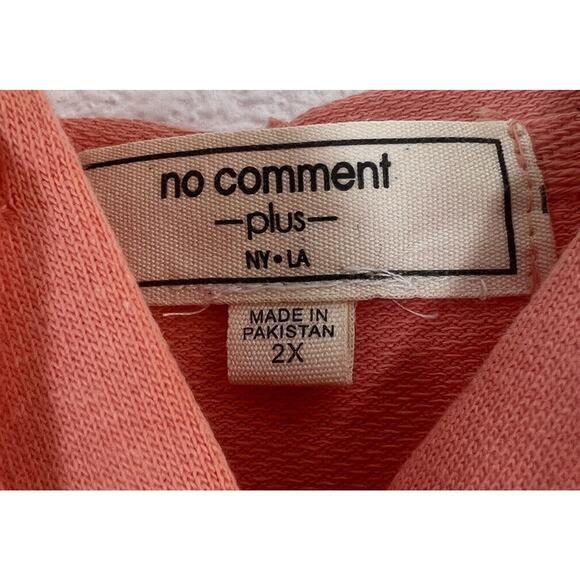 no comment
—plus—
NY•LA
MADE IN
PAKISTAN
2X